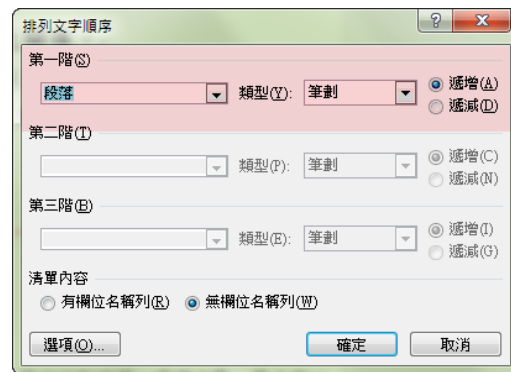 排列文字順序
第一階(S)
段落 類型(Y): 筆劃 遞增(A)
遞減(D)
第二階(T)
類型(P): 筆劃 遞增(C)
遞減(N)
第三階(B)
類型(E): 筆劃 遞增(I)
遞減(G)
清單內容
有欄位名稱列(R) 無欄位名稱列(W)
選項(O)... 確定 取消